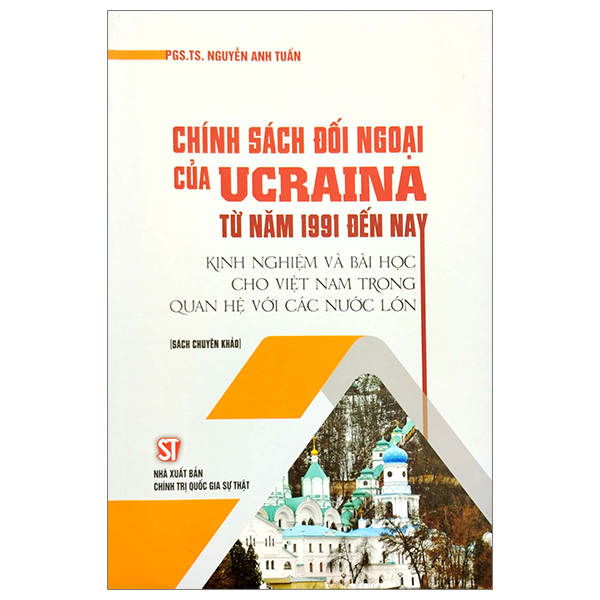 PGS.TS. NGUYỄN ANH TUẤN
CHÍNH SÁCH ĐỐI NGOẠI
CỦA UCRAINA
TỪ NĂM 1991 ĐẾN NAY
KINH NGHIỆM VÀ BÀI HỌC
CHO VIỆT NAM TRONG
QUAN HỆ VỚI CÁC NƯỚC LỚN
[SÁCH CHUYÊN KHẢO]
ST
NHÀ XUẤT BẢN
CHÍNH TRỊ QUỐC GIA SỰ THẬT